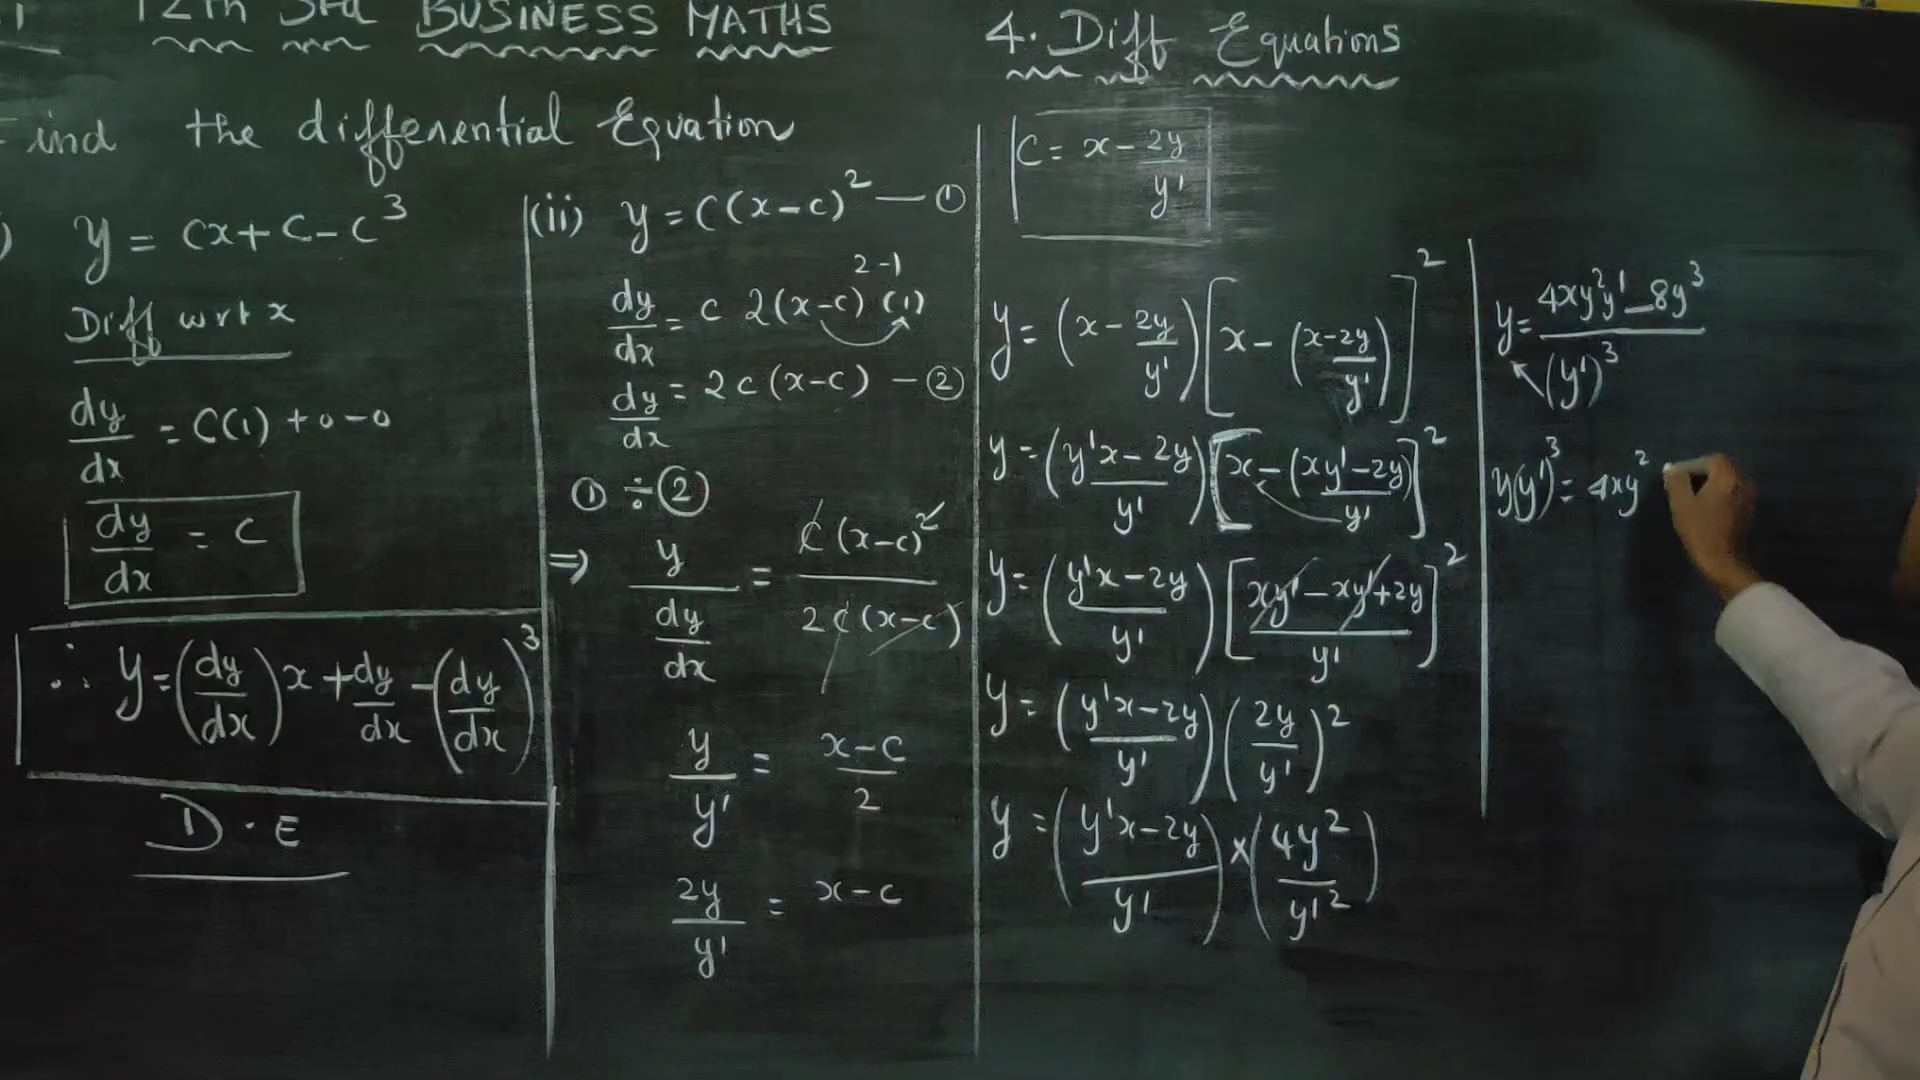 12th Std BUSINESS MATHS
4. Diff Equations
Find the differential Equation
) y = cx + c - c³
Diff w r t x
dy/dx = C(1) + 0 - 0
dy/dx = c
∴ y = (dy/dx)x + dy/dx - (dy/dx)³
D.E
(ii) y = C(x-c)² — ①
dy/dx = c 2(x-c)²⁻¹ (1)
dy/dx = 2c(x-c) - ②
① ÷ ②
⇒ y/(dy/dx) = c(x-c)²/2c(x-c)
y/y' = (x-c)/2
2y/y' = x-c
C = x - 2y/y'
y = (x - 2y/y')[x - (x-2y/y')]²
y = ((y'x-2y)/y')[x - (xy'-2y)/y']²
y = ((y'x-2y)/y')[(xy'-xy'+2y)/y']²
y = ((y'x-2y)/y')(2y/y')²
y = ((y'x-2y)/y') × (4y²/y'²)
y = (4xy²y' - 8y³)/(y')³
y(y')³ = 4xy²